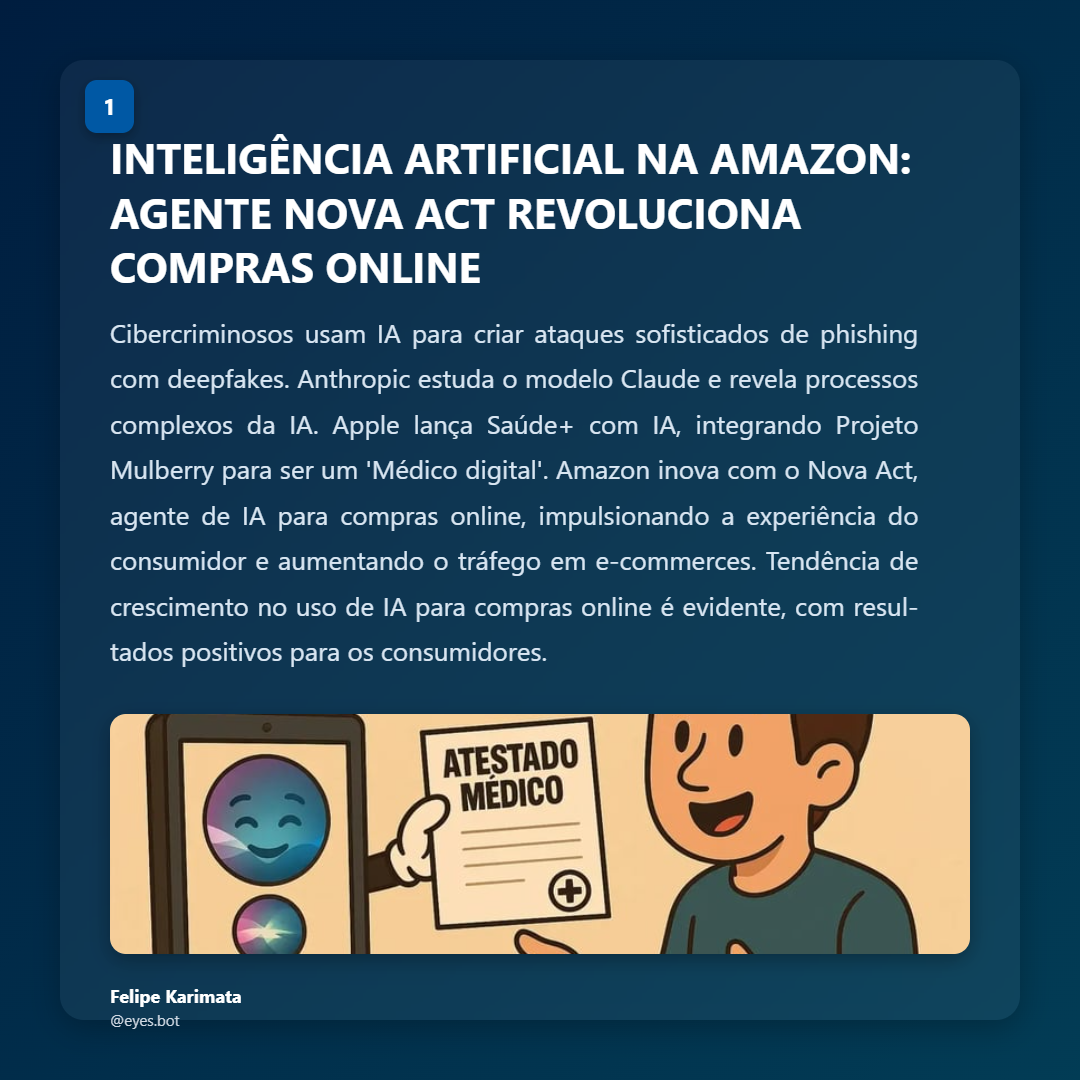 1
INTELIGÊNCIA ARTIFICIAL NA AMAZON:
AGENTE NOVA ACT REVOLUCIONA
COMPRAS ONLINE
Cibercriminosos usam IA para criar ataques sofisticados de phishing
com deepfakes. Anthropic estuda o modelo Claude e revela processos
complexos da IA. Apple lança Saúde+ com IA, integrando Projeto
Mulberry para ser um 'Médico digital'. Amazon inova com o Nova Act,
agente de IA para compras online, impulsionando a experiência do
consumidor e aumentando o tráfego em e-commerces. Tendência de
crescimento no uso de IA para compras online é evidente, com resul-
tados positivos para os consumidores.
ATESTADO
MÉDICO
Felipe Karimata
@eyes.bot